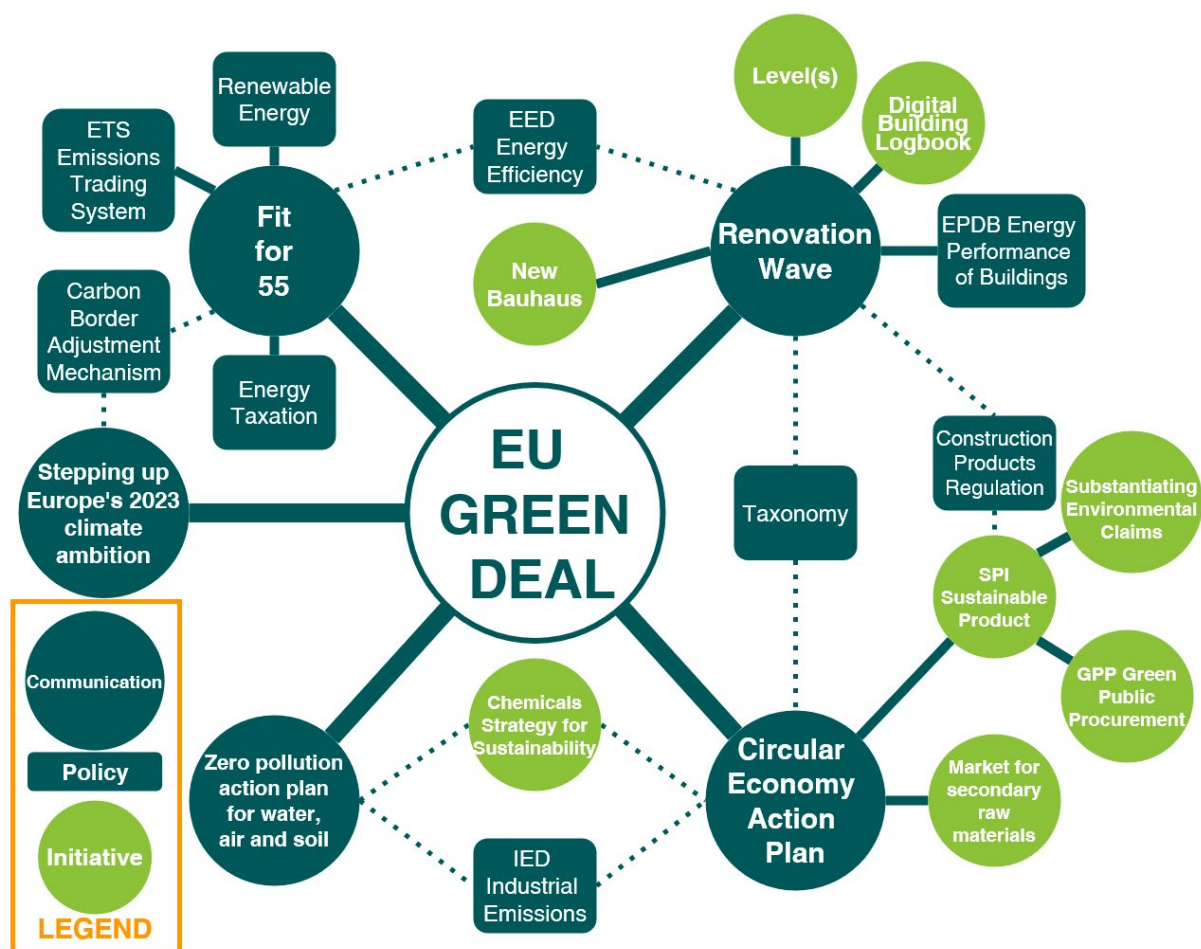 Renewable
Energy
ETS
Emissions
Trading
System
Fit
for
55
Carbon
Border
Adjustment
Mechanism
Energy
Taxation
EED
Energy
Efficiency
Level(s)
Digital
Building
Logbook
Renovation
Wave
EPDB Energy
Performance
of Buildings
New
Bauhaus
EU
GREEN
DEAL
Stepping up
Europe's 2023
climate
ambition
Taxonomy
Construction
Products
Regulation
Substantiating
Environmental
Claims
SPI
Sustainable
Product
GPP Green
Public
Procurement
Chemicals
Strategy for
Sustainability
Zero pollution
action plan
for water,
air and soil
Circular
Economy
Action
Plan
Market for
secondary
raw
materials
IED
Industrial
Emissions
Communication
Policy
Initiative
LEGEND